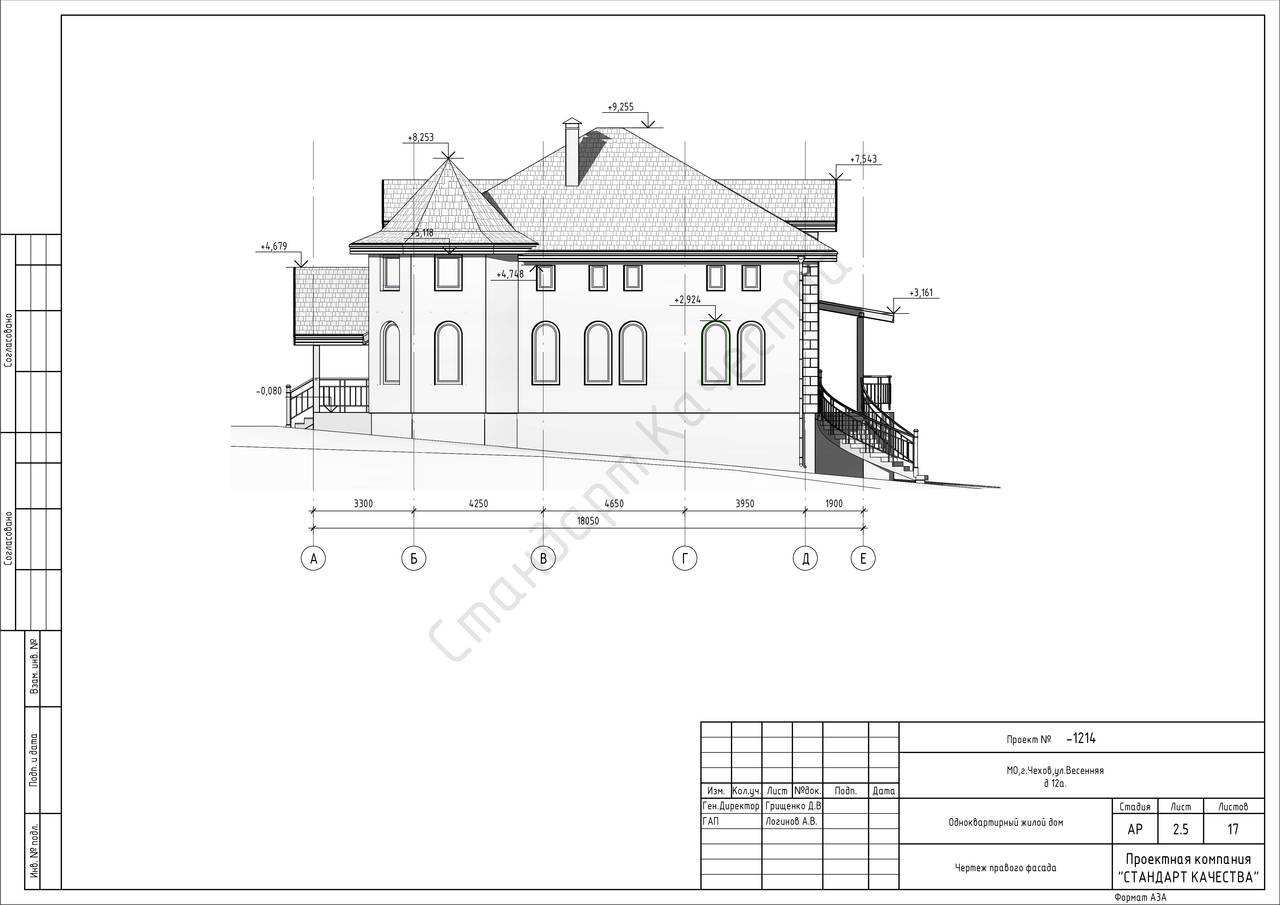 +9,255
+8,253
+7,543
+5,118
+4,679
+4,748
+3,161
+2,924
-0,080
3300
4250
4650
3950
1900
18050
А
Б
В
Г
Д
Е
Стандарт Качества
Согласовано
Согласовано
Взам. инв. №
Подп. и дата
Инв. № подл.
Проект № -1214
МО,г.Чехов,ул.Весенняя
д 12а.
Изм. Кол.уч. Лист №док. Подп. Дата
Ген.Директор Грищенко Д.В
ГАП Логинов А.В.
Одноквартирный жилой дом
Стадия Лист Листов
АР 2.5 17
Чертеж правого фасада
Проектная компания
"СТАНДАРТ КАЧЕСТВА"
Формат А3А